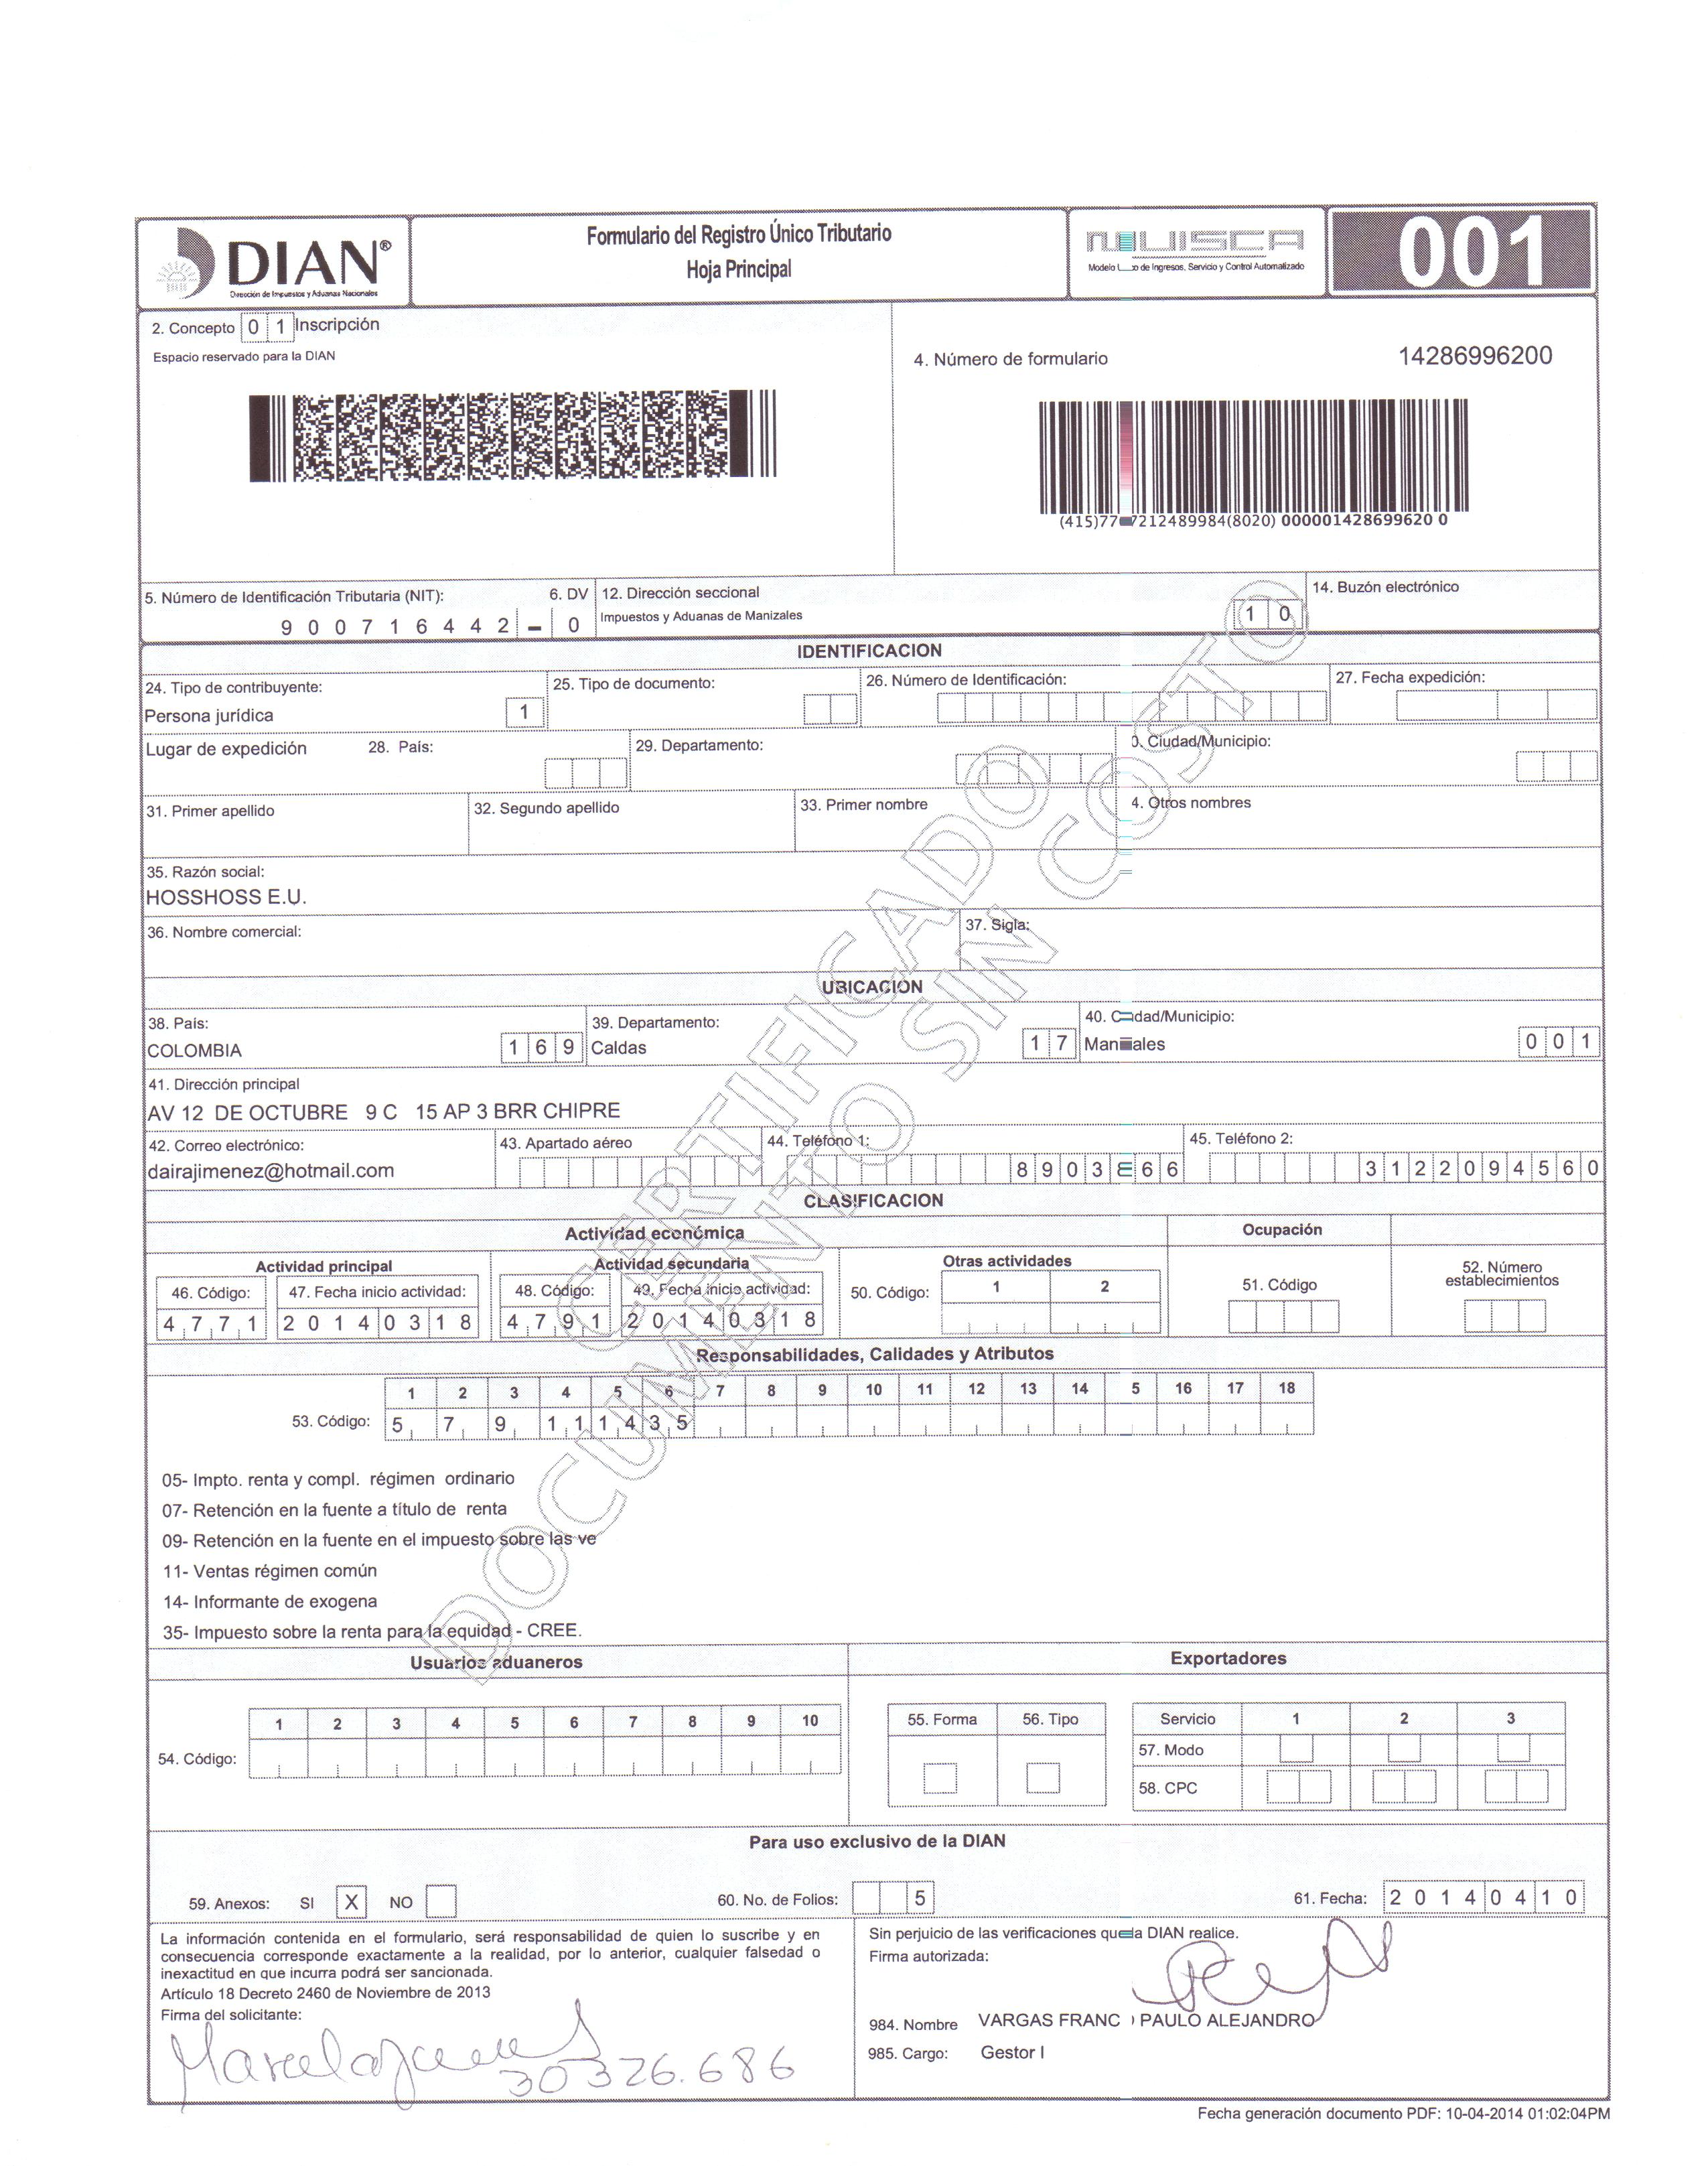 DIAN®
Dirección de Impuestos y Aduanas Nacionales
Formulario del Registro Único Tributario
Hoja Principal
MUISCA
Modelo de Ingresos, Servicio y Control Automatizado
001
2. Concepto 0 1 Inscripción
Espacio reservado para la DIAN
4. Número de formulario 14286996200
(415)77 7212489984(8020) 000001428699620 0
5. Número de Identificación Tributaria (NIT): 6. DV 12. Dirección seccional 14. Buzón electrónico
9 0 0 7 1 6 4 4 2 - 0 Impuestos y Aduanas de Manizales 1 0
IDENTIFICACION
24. Tipo de contribuyente: 25. Tipo de documento: 26. Número de Identificación: 27. Fecha expedición:
Persona jurídica 1
Lugar de expedición 28. País: 29. Departamento: 0. Ciudad/Municipio:
31. Primer apellido 32. Segundo apellido 33. Primer nombre 4. Otros nombres
35. Razón social:
HOSSHOSS E.U.
36. Nombre comercial: 37. Sigla:
UBICACION
38. País: 39. Departamento: 40. Ciudad/Municipio:
COLOMBIA 1 6 9 Caldas 1 7 Manizales 0 0 1
41. Dirección principal
AV 12 DE OCTUBRE 9 C 15 AP 3 BRR CHIPRE
42. Correo electrónico: 43. Apartado aéreo 44. Teléfono 1: 45. Teléfono 2:
dairajimenez@hotmail.com 8 9 0 3 6 6 3 1 2 2 0 9 4 5 6 0
CLASIFICACION
Actividad económica Ocupación
Actividad principal Actividad secundaria Otras actividades 52. Número establecimientos
46. Código: 47. Fecha inicio actividad: 48. Código: 49. Fecha inicio actividad: 50. Código: 1 2 51. Código
4 7 7 1 2 0 1 4 0 3 1 8 4 7 9 1 2 0 1 4 0 3 1 8
Responsabilidades, Calidades y Atributos
1 2 3 4 5 6 7 8 9 10 11 12 13 14 5 16 17 18
53. Código: 5 7 9 1 1 1 4 3 5
05- Impto. renta y compl. régimen ordinario
07- Retención en la fuente a título de renta
09- Retención en la fuente en el impuesto sobre las ve
11- Ventas régimen común
14- Informante de exogena
35- Impuesto sobre la renta para la equidad - CREE.
CERTIFICADO
DOCUMENTO SIN COSTO
Usuarios aduaneros Exportadores
1 2 3 4 5 6 7 8 9 10 55. Forma 56. Tipo Servicio 1 2 3
54. Código: 57. Modo
58. CPC
Para uso exclusivo de la DIAN
59. Anexos: SI X NO 60. No. de Folios: 5 61. Fecha: 2 0 1 4 0 4 1 0
La información contenida en el formulario, será responsabilidad de quien lo suscribe y en
consecuencia corresponde exactamente a la realidad, por lo anterior, cualquier falsedad o
inexactitud en que incurra podrá ser sancionada.
Artículo 18 Decreto 2460 de Noviembre de 2013
Firma del solicitante:
30326.686
Sin perjuicio de las verificaciones que la DIAN realice.
Firma autorizada:
984. Nombre VARGAS FRANC PAULO ALEJANDRO
985. Cargo: Gestor I
Fecha generación documento PDF: 10-04-2014 01:02:04PM